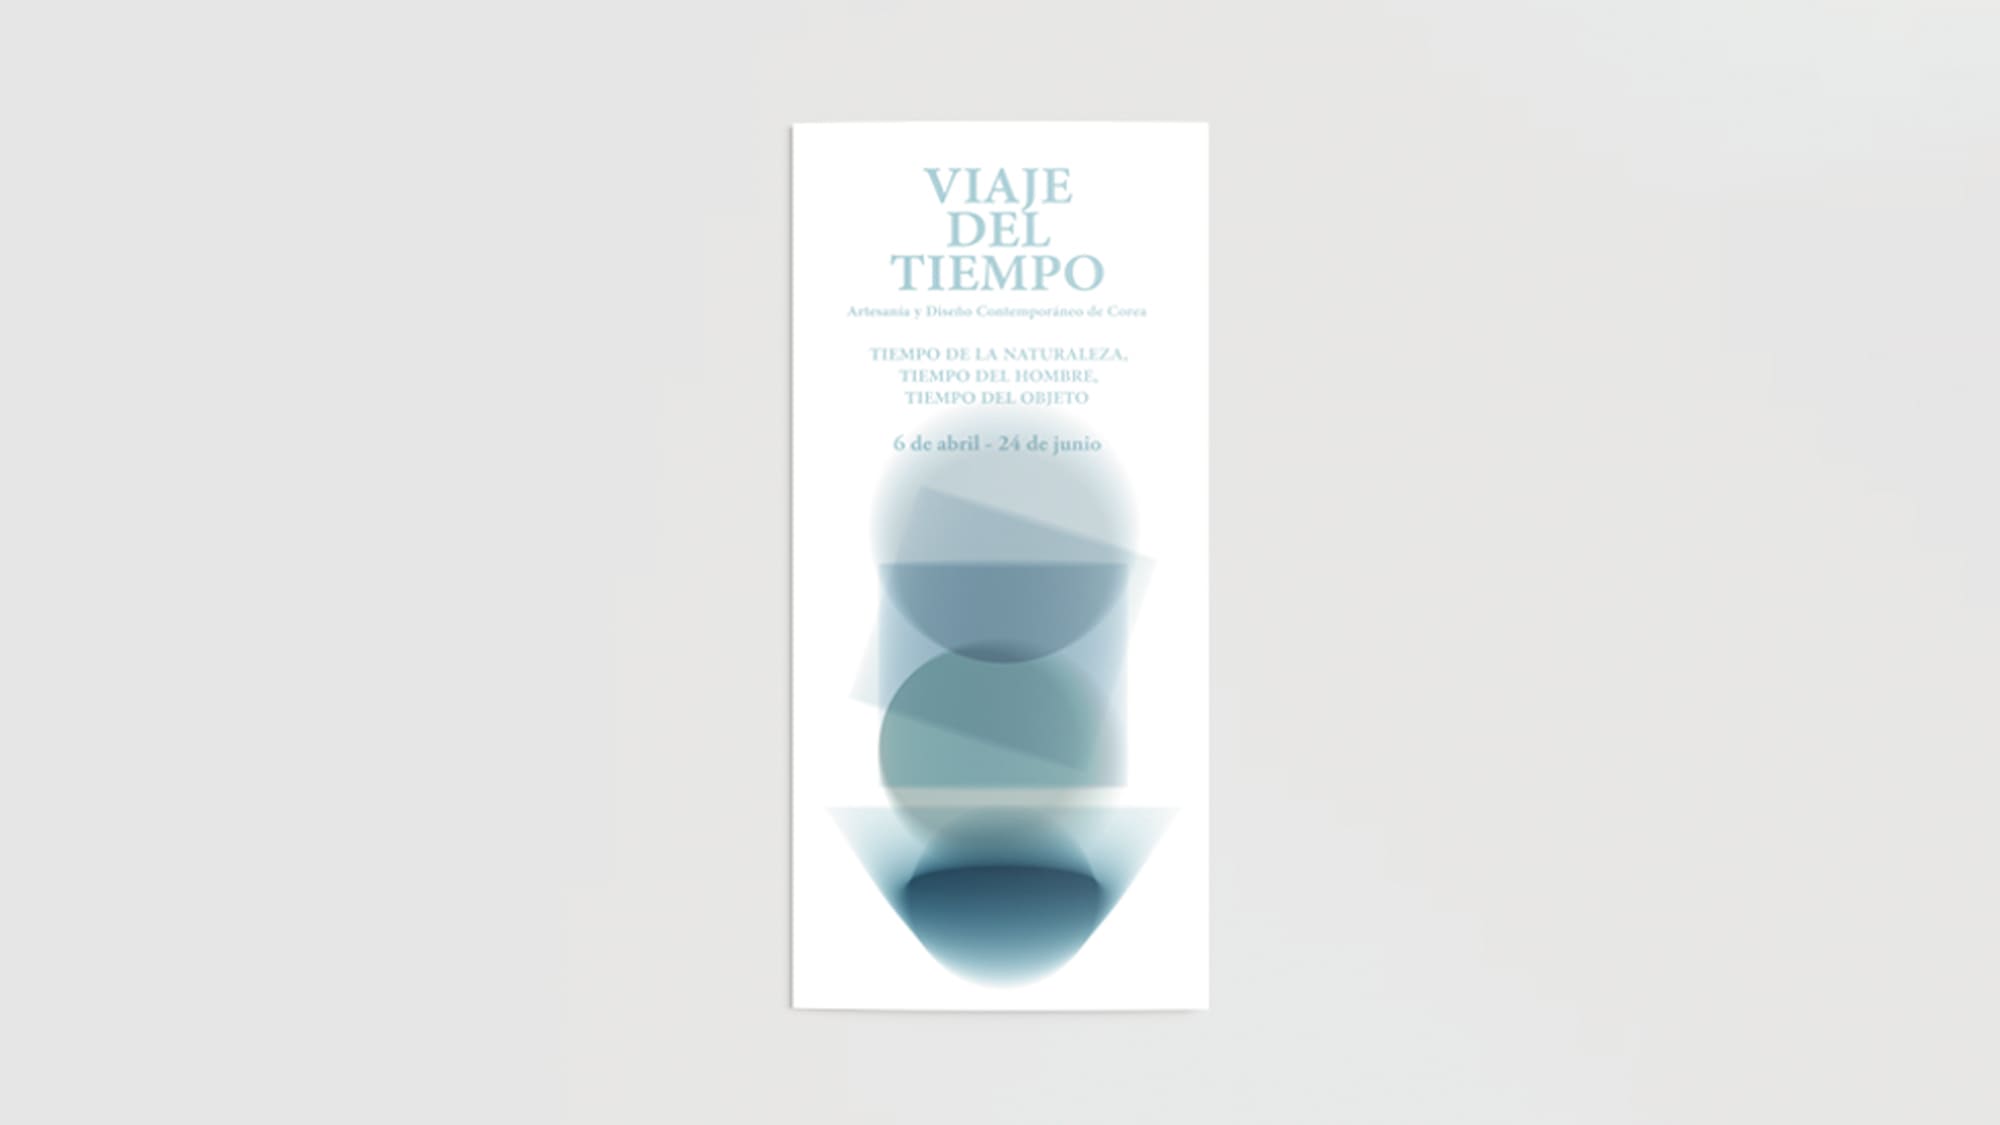 VIAJE
DEL
TIEMPO
Artesanía y Diseño Contemporáneo de Corea
TIEMPO DE LA NATURALEZA,
TIEMPO DEL HOMBRE,
TIEMPO DEL OBJETO
6 de abril - 24 de junio